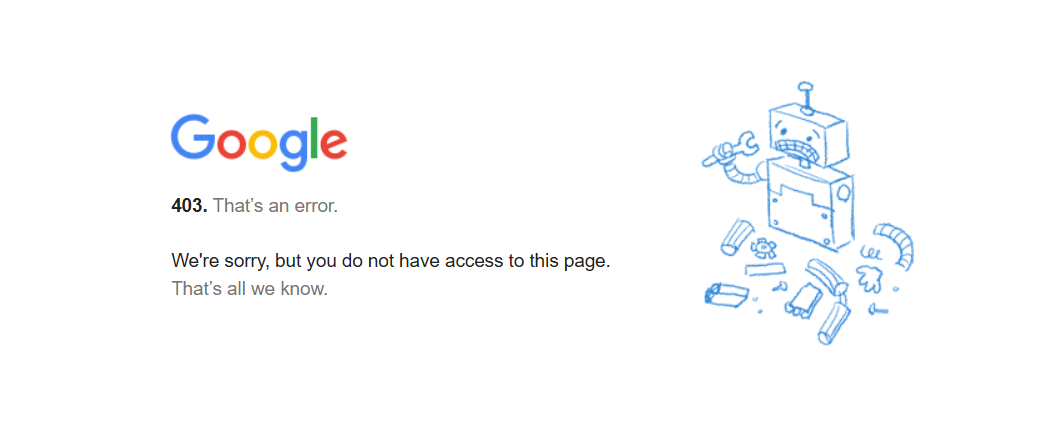 Google
403. That’s an error.
We're sorry, but you do not have access to this page.
That’s all we know.